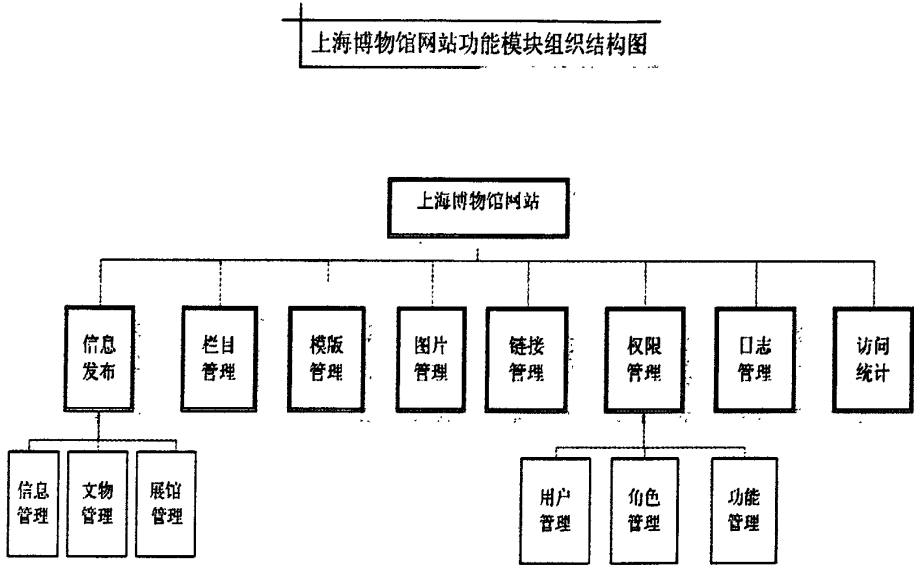 上海博物馆网站功能模块组织结构图
上海博物馆网站
信息
发布
栏目
管理
模版
管理
图片
管理
链接
管理
权限
管理
日志
管理
访问
统计
信息
管理
文物
管理
展馆
管理
用户
管理
角色
管理
功能
管理